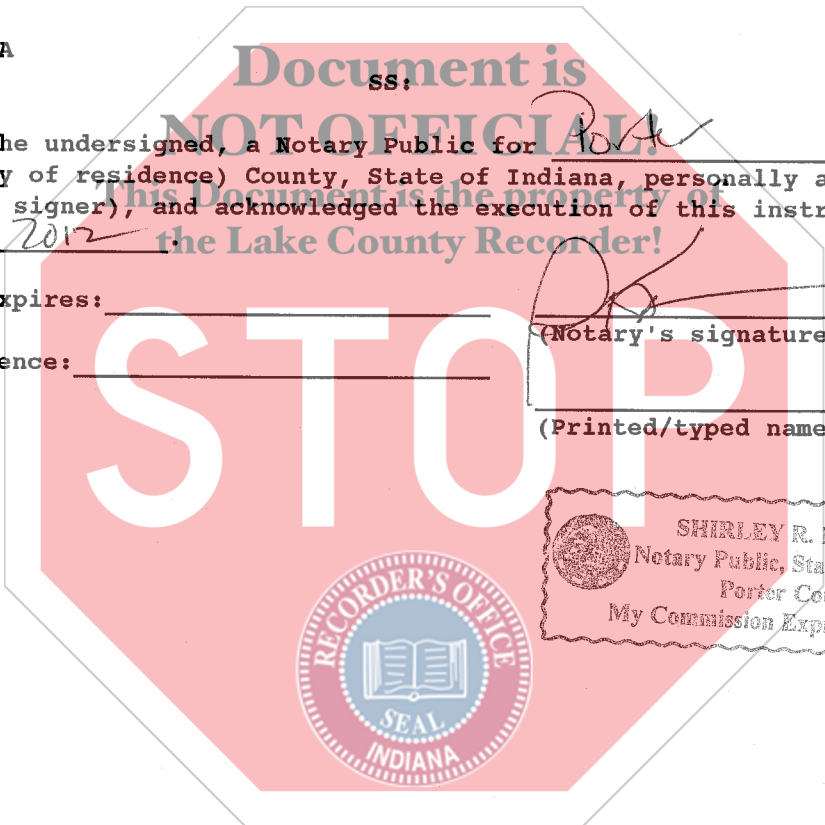 A
Document is
SS:
NOT OFFICIAL!
he undersigned, a Notary Public for Porter
y of residence) County, State of Indiana, personally a
This Document is the property of
signer), and acknowledged the execution of this instr
2012.
the Lake County Recorder!
xpires:
(Notary's signature
ence:
STOP
(Printed/typed name
SHIRLEY R.
Notary Public, Sta
Porter Cou
My Commission Exp
RECORDER'S OFFICE
SEAL
INDIANA